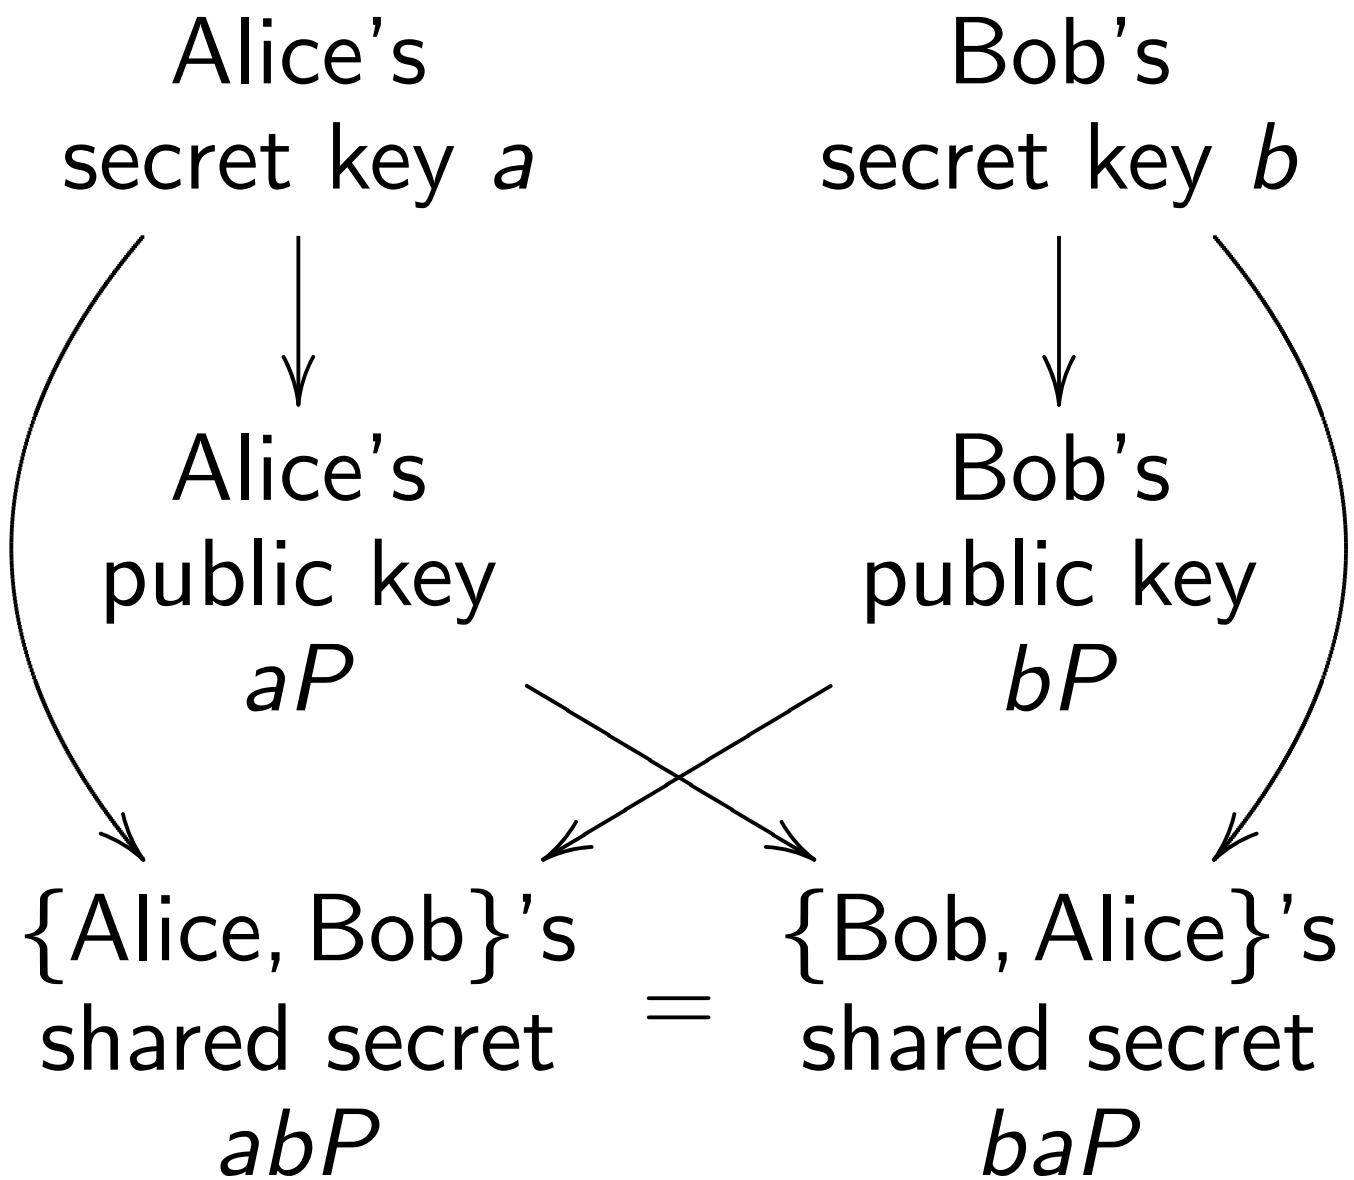 Alice's
secret key a
Bob's
secret key b
Alice's
public key
aP
Bob's
public key
bP
{Alice, Bob}'s
shared secret
abP
=
{Bob, Alice}'s
shared secret
baP